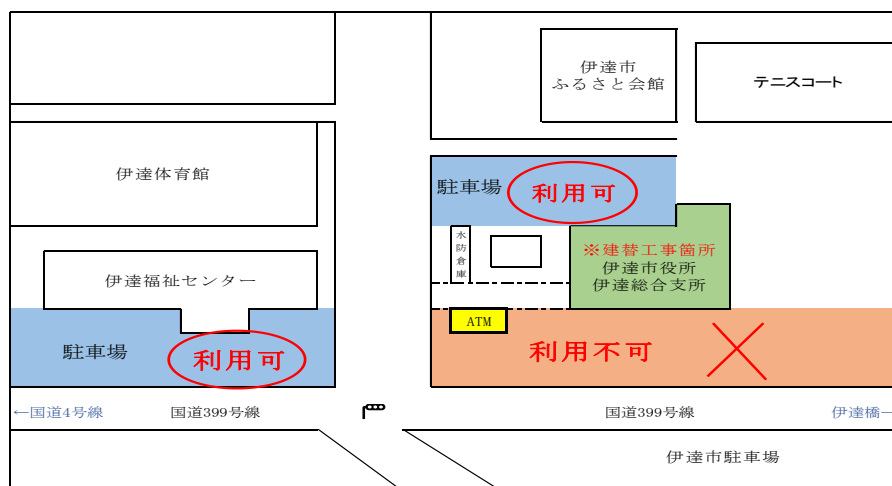 伊達市
ふるさと会館
テニスコート
伊達体育館
駐車場
利用可
水防倉庫
※建替工事箇所
伊達市役所
伊達総合支所
伊達福祉センター
ATM
駐車場
利用可
利用不可
←国道4号線
国道399号線
国道399号線
伊達橋→
伊達市駐車場